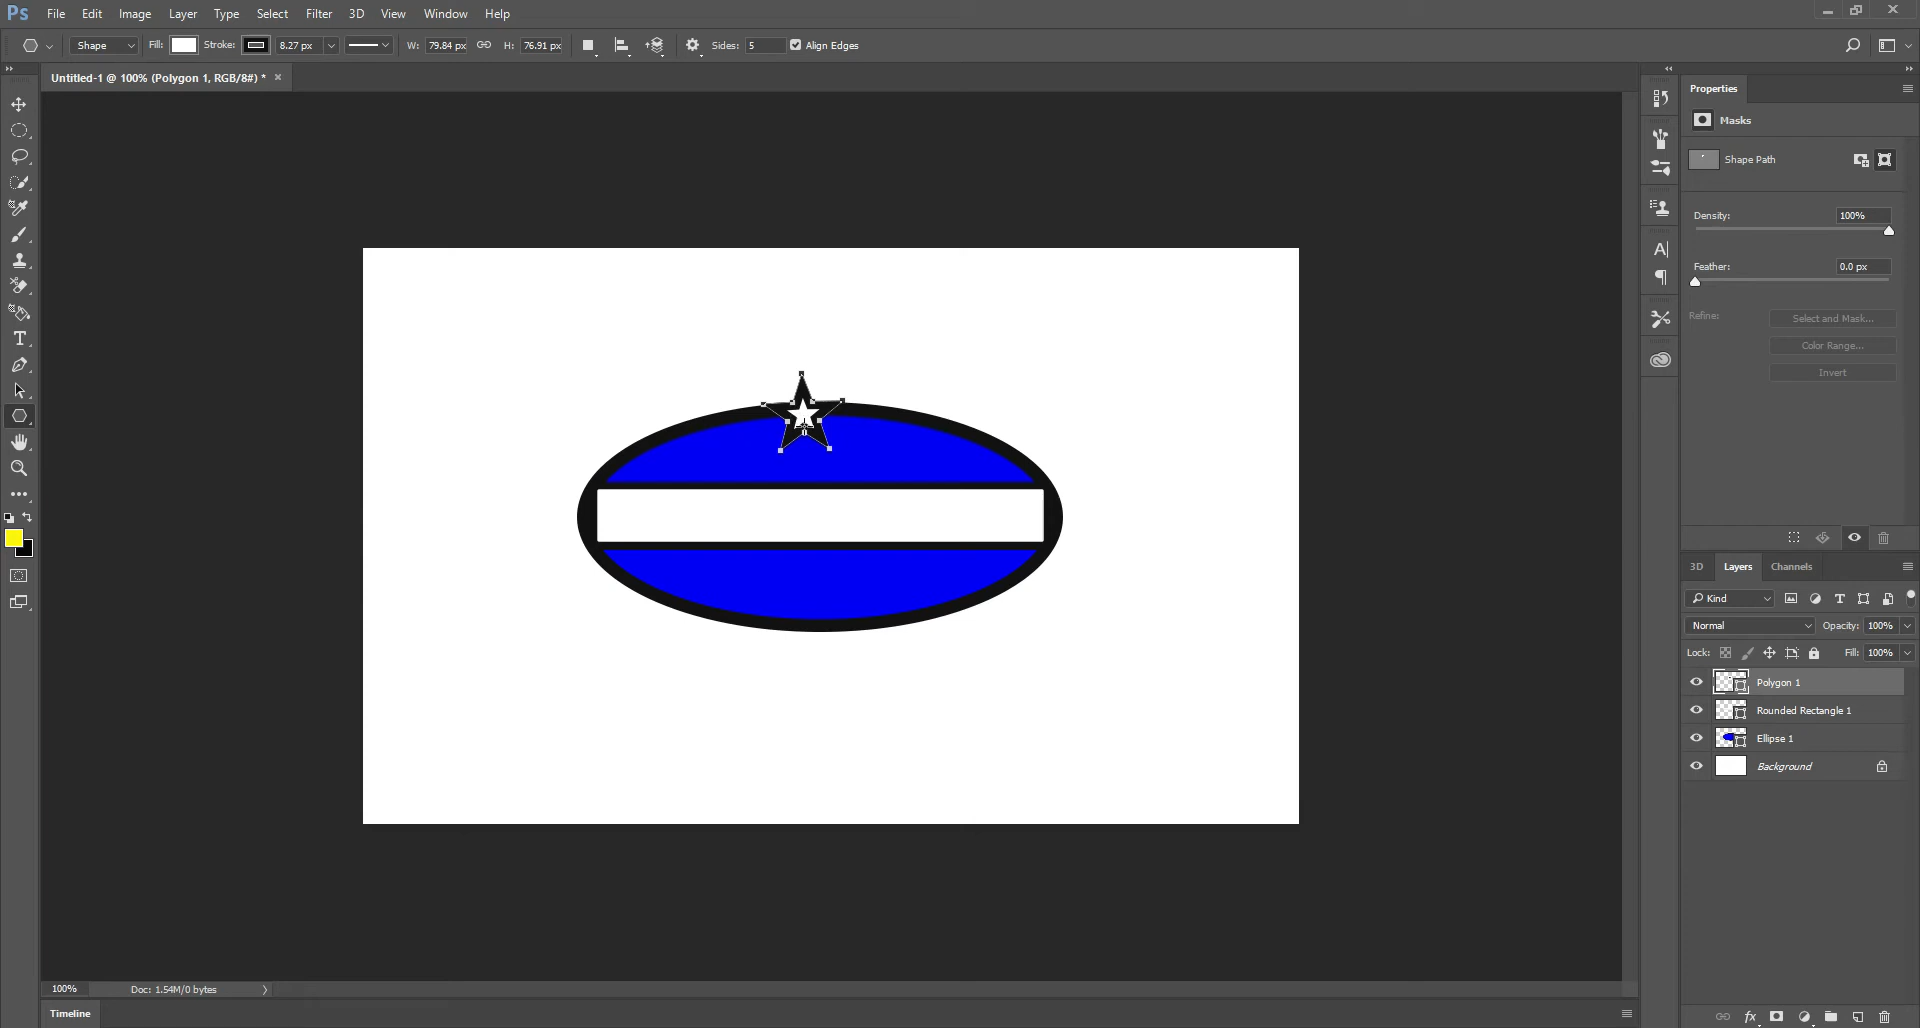 Ps File Edit Image Layer Type Select Filter 3D View Window Help
Shape Fill: Stroke: 8.27 px W: 79.84 px H: 76.91 px Sides: 5 Align Edges
Untitled-1 @ 100% (Polygon 1, RGB/8#) *
Properties
Masks
Shape Path
Density: 100%
Feather: 0.0 px
Refine: Select and Mask...
Color Range...
Invert
3D Layers Channels
Kind
Normal Opacity: 100%
Lock: Fill: 100%
Polygon 1
Rounded Rectangle 1
Ellipse 1
Background
100% Doc: 1.54M/0 bytes
Timeline